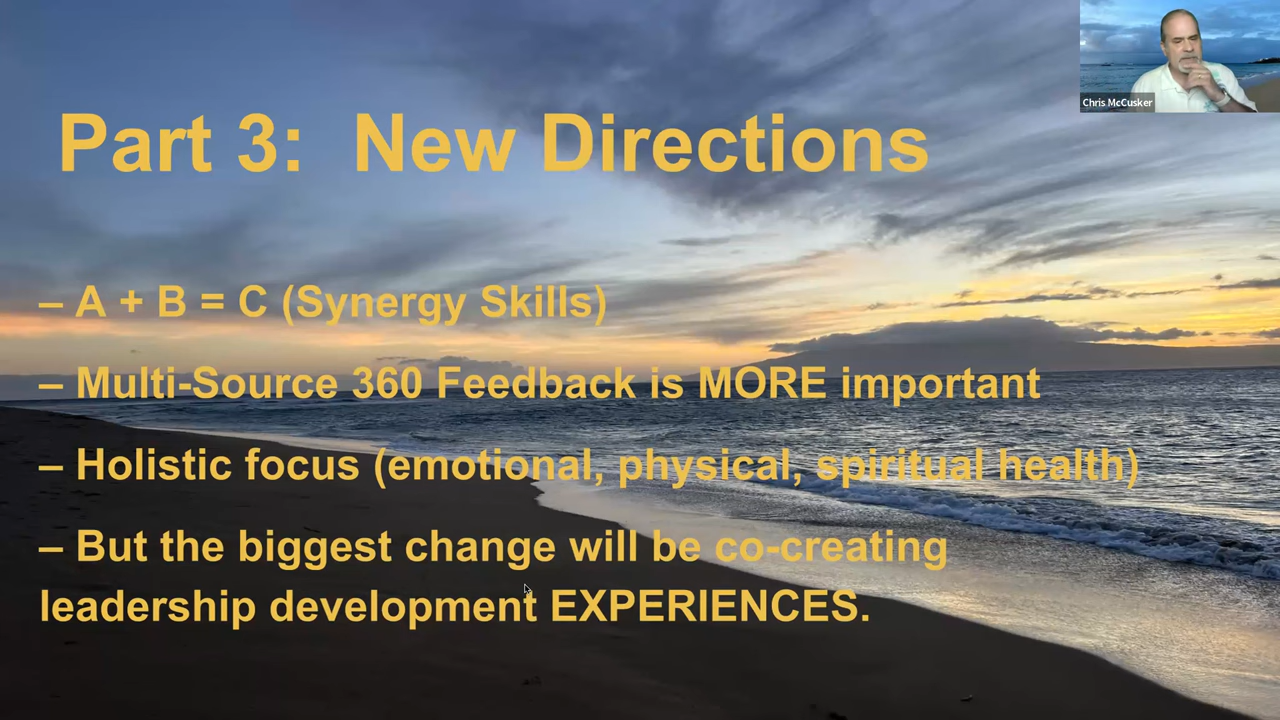 Chris McCusker
Part 3: New Directions
– A + B = C (Synergy Skills)
– Multi-Source 360 Feedback is MORE important
– Holistic focus (emotional, physical, spiritual health)
– But the biggest change will be co-creating
leadership development EXPERIENCES.